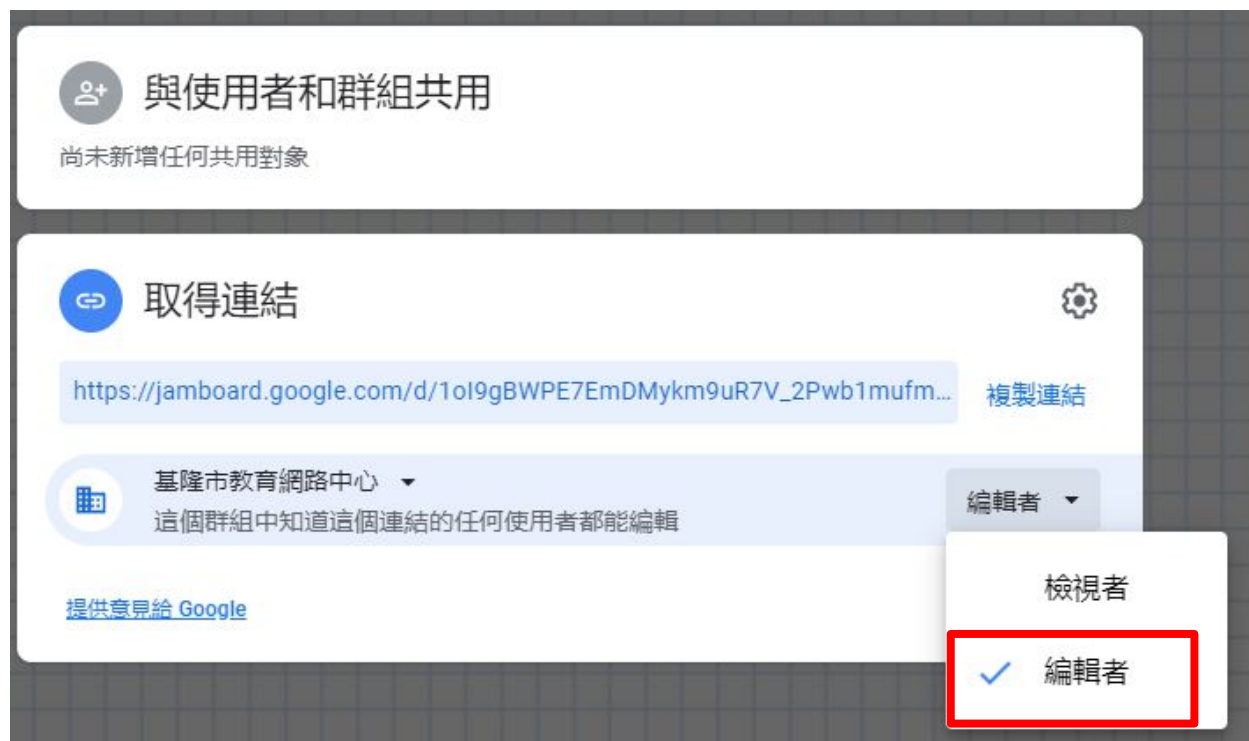 與使用者和群組共用
尚未新增任何共用對象
取得連結
https://jamboard.google.com/d/1oI9gBWPE7EmDMykm9uR7V_2Pwb1mufm...
複製連結
基隆市教育網路中心
這個群組中知道這個連結的任何使用者都能編輯
編輯者
檢視者
編輯者
提供意見給 Google